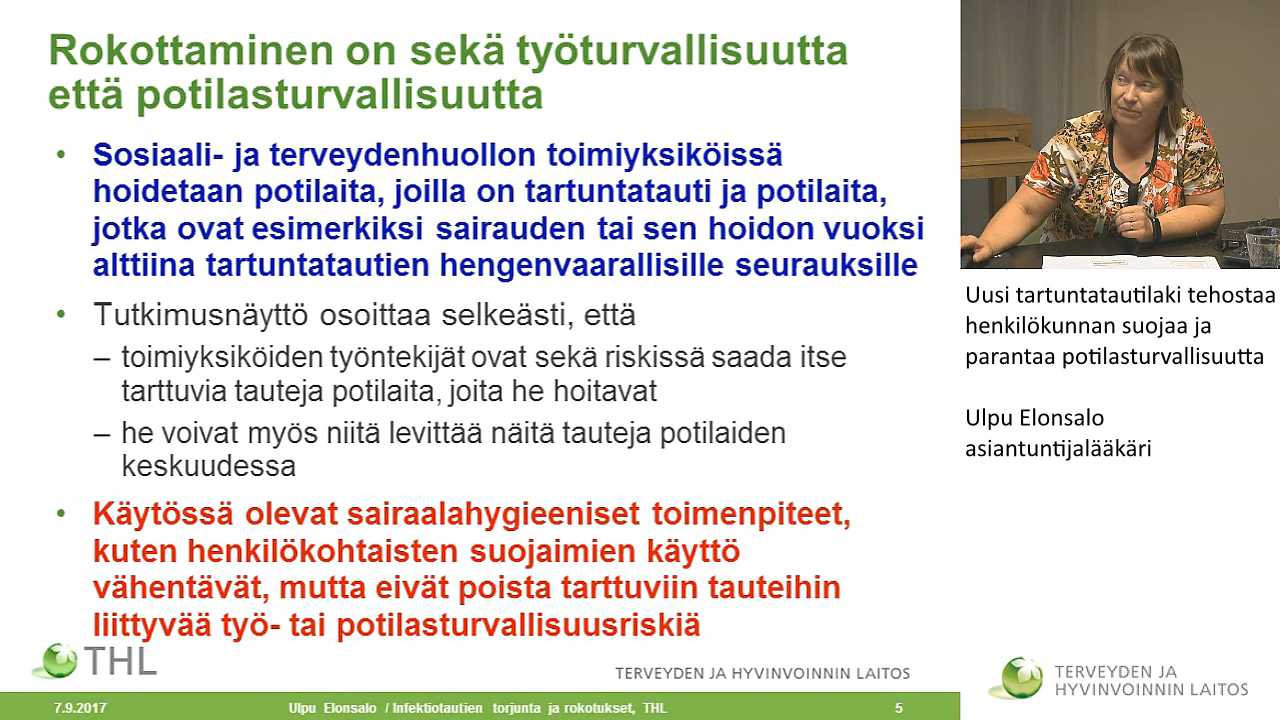 Rokottaminen on sekä työturvallisuutta
että potilasturvallisuutta
• Sosiaali- ja terveydenhuollon toimiyksiköissä
hoidetaan potilaita, joilla on tartuntatauti ja potilaita,
jotka ovat esimerkiksi sairauden tai sen hoidon vuoksi
alttiina tartuntatautien hengenvaarallisille seurauksille
• Tutkimusnäyttö osoittaa selkeästi, että
– toimiyksiköiden työntekijät ovat sekä riskissä saada itse
tarttuvia tauteja potilaita, joita he hoitavat
– he voivat myös niitä levittää näitä tauteja potilaiden
keskuudessa
• Käytössä olevat sairaalahygieeniset toimenpiteet,
kuten henkilökohtaisten suojaimien käyttö
vähentävät, mutta eivät poista tarttuviin tauteihin
liittyvää työ- tai potilasturvallisuusriskiä
THL
TERVEYDEN JA HYVINVOINNIN LAITOS
7.9.2017
Ulpu Elonsalo / Infektiotautien torjunta ja rokotukset, THL
5
Uusi tartuntatautilaki tehostaa
henkilökunnan suojaa ja
parantaa potilasturvallisuutta
Ulpu Elonsalo
asiantuntijalääkäri
TERVEYDEN JA
HYVINVOINNIN LAITOS